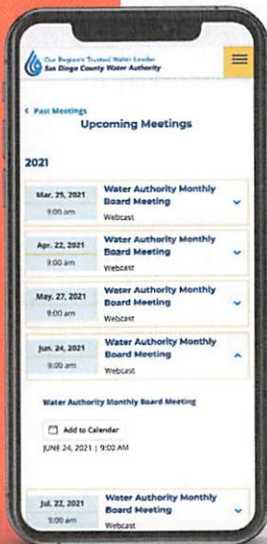 Our Region's Trusted Water Leader
San Diego County Water Authority
< Past Meetings
Upcoming Meetings
2021
Mar. 25, 2021
9:00 am
Water Authority Monthly
Board Meeting
Webcast
Apr. 22, 2021
9:00 am
Water Authority Monthly
Board Meeting
Webcast
May. 27, 2021
9:00 am
Water Authority Monthly
Board Meeting
Webcast
Jun. 24, 2021
9:00 am
Water Authority Monthly
Board Meeting
Webcast
Water Authority Monthly Board Meeting
Add to Calendar
JUNE 24, 2021 | 9:00 AM
Jul. 22, 2021
9:00 am
Water Authority Monthly
Board Meeting
Webcast